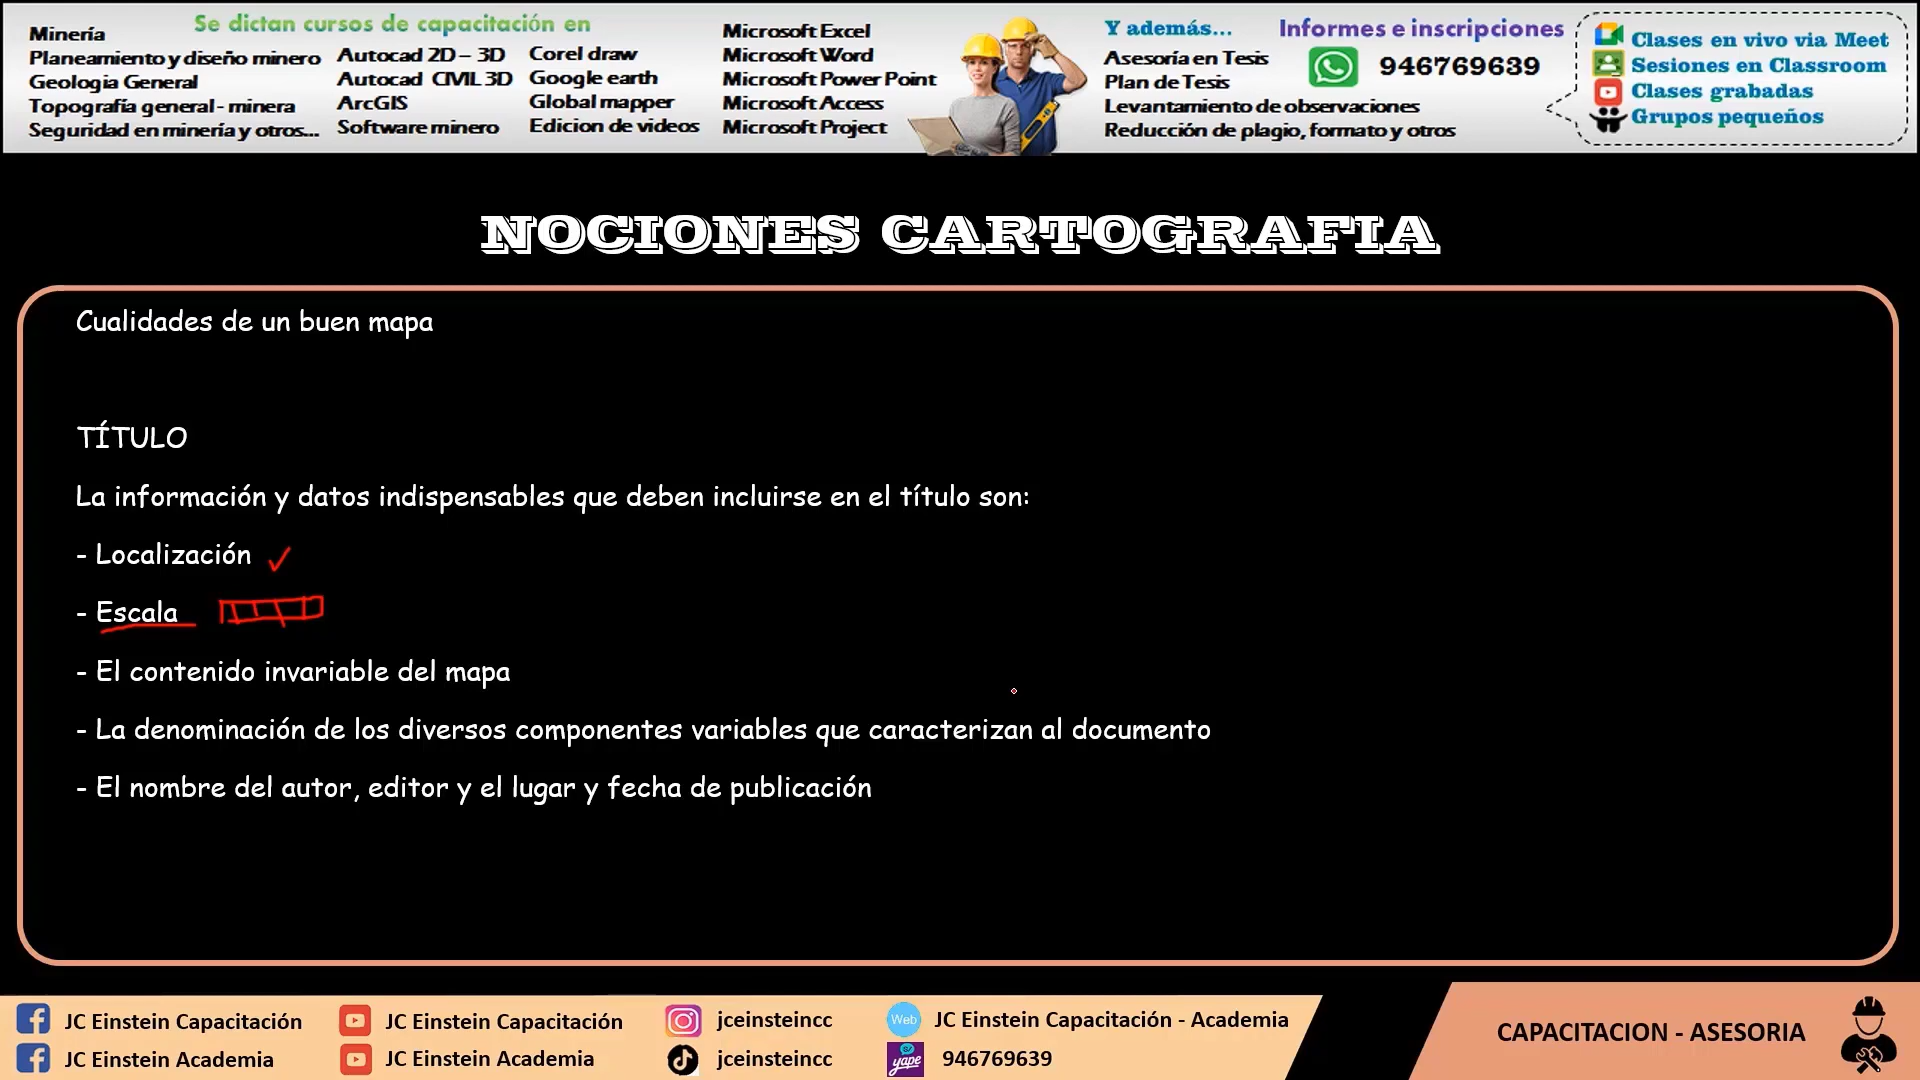 Se dictan cursos de capacitación en
Minería
Planeamiento y diseño minero
Geologia General
Topografía general - minera
Seguridad en minería y otros...
Autocad 2D – 3D
Autocad CIVIL 3D
ArcGIS
Software minero
Corel draw
Google earth
Global mapper
Edicion de videos
Microsoft Excel
Microsoft Word
Microsoft Power Point
Microsoft Access
Microsoft Project
Y además...
Asesoría en Tesis
Plan de Tesis
Levantamiento de observaciones
Reducción de plagio, formato y otros
Informes e inscripciones
946769639
Clases en vivo via Meet
Sesiones en Classroom
Clases grabadas
Grupos pequeños
NOCIONES CARTOGRAFIA
Cualidades de un buen mapa
TÍTULO
La información y datos indispensables que deben incluirse en el título son:
- Localización
- Escala
- El contenido invariable del mapa
- La denominación de los diversos componentes variables que caracterizan al documento
- El nombre del autor, editor y el lugar y fecha de publicación
JC Einstein Capacitación
JC Einstein Academia
JC Einstein Capacitación
JC Einstein Academia
jceinsteincc
jceinsteincc
Web
JC Einstein Capacitación - Academia
yape
946769639
CAPACITACION - ASESORIA